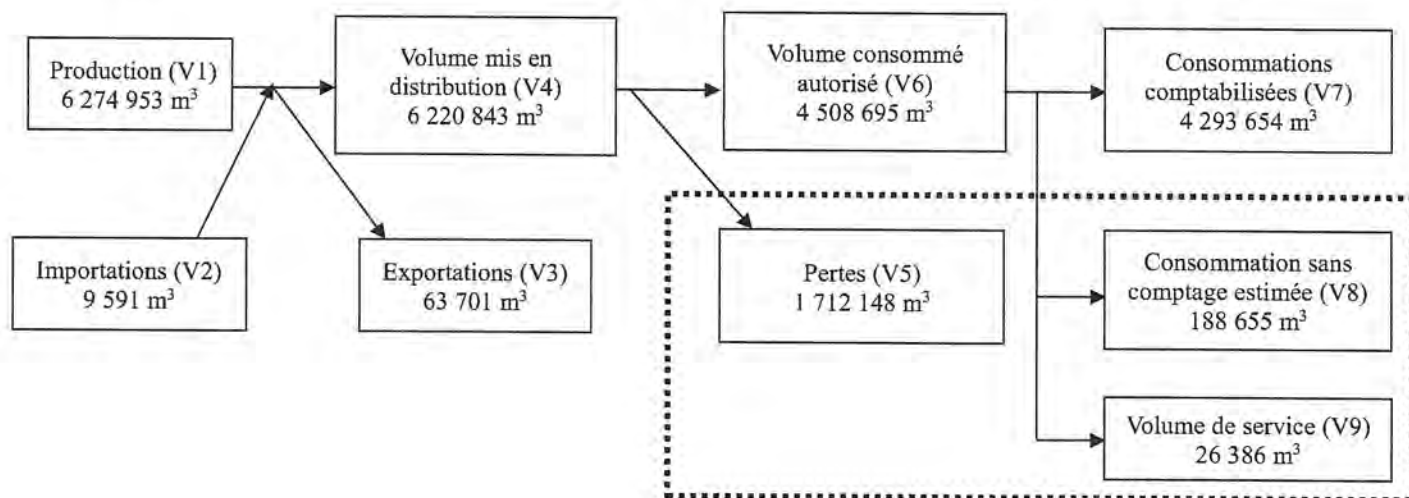 Production (V1)
6 274 953 m³
Volume mis en
distribution (V4)
6 220 843 m³
Volume consommé
autorisé (V6)
4 508 695 m³
Consommations
comptabilisées (V7)
4 293 654 m³
Importations (V2)
9 591 m³
Exportations (V3)
63 701 m³
Pertes (V5)
1 712 148 m³
Consommation sans
comptage estimée (V8)
188 655 m³
Volume de service (V9)
26 386 m³